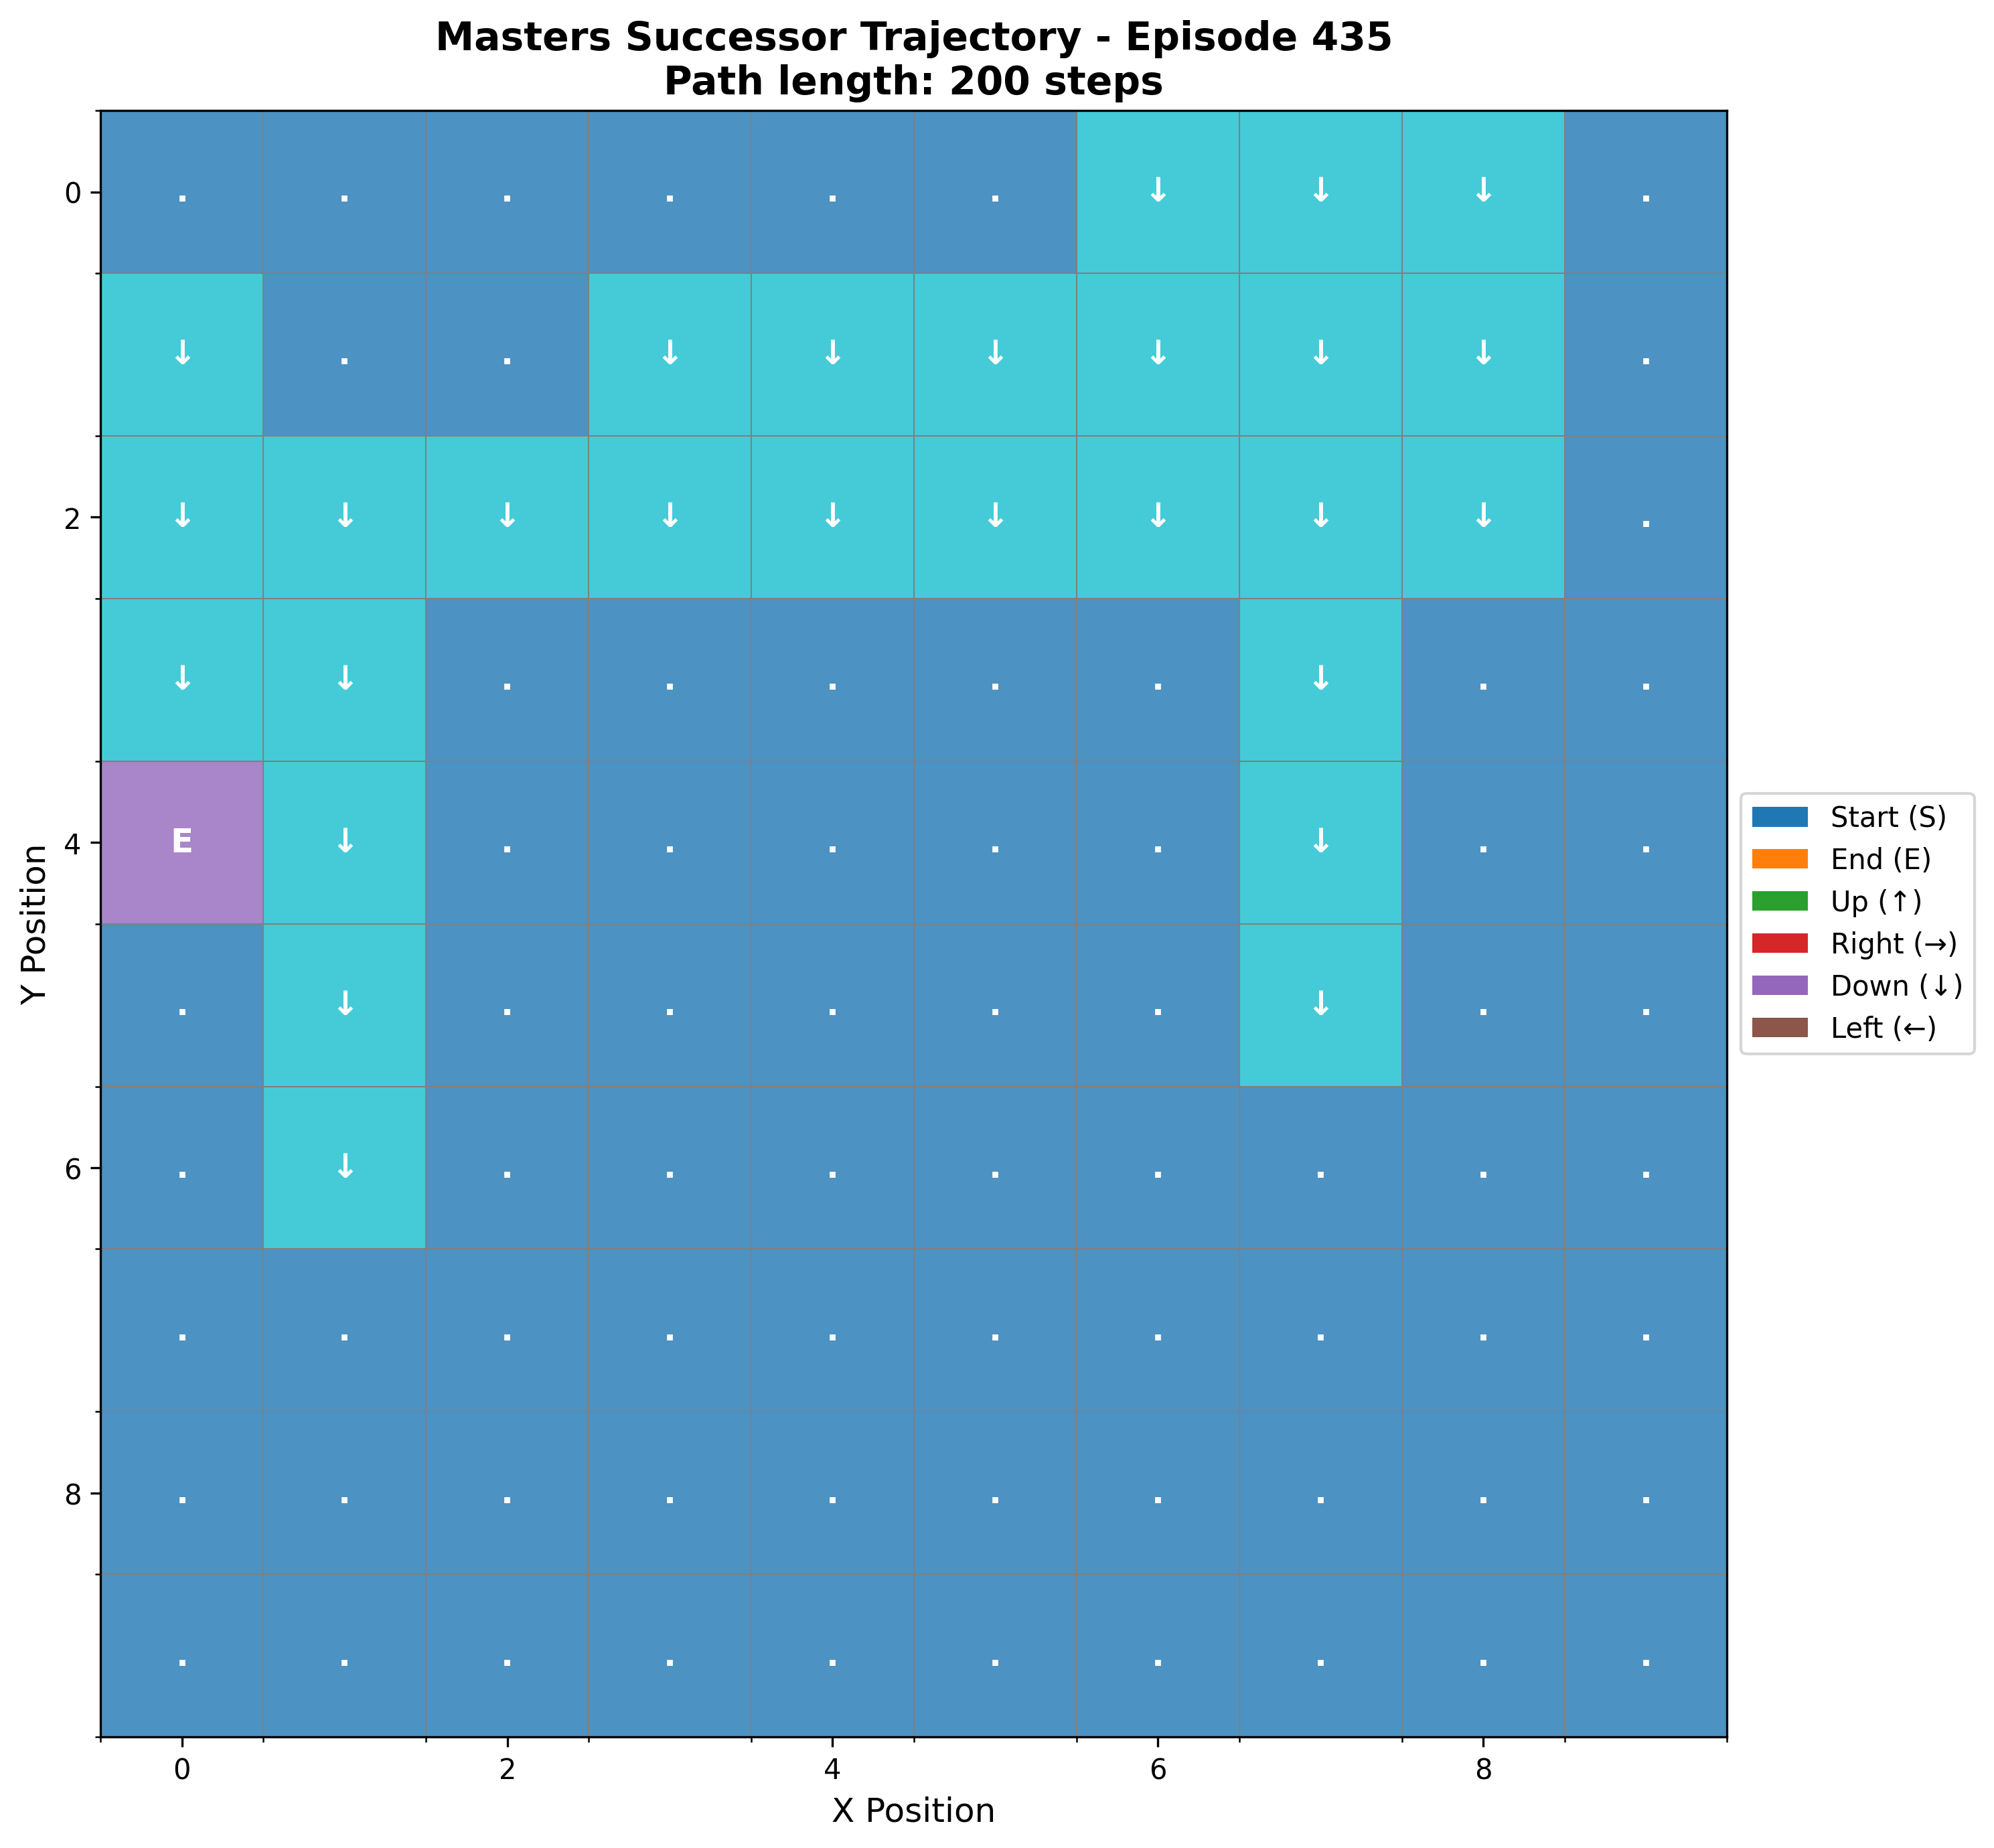 Masters Successor Trajectory - Episode 435
Path length: 200 steps
0 . . . . . . ↓ ↓ ↓ .
↓ . . ↓ ↓ ↓ ↓ ↓ ↓ .
2 ↓ ↓ ↓ ↓ ↓ ↓ ↓ ↓ ↓ .
↓ ↓ . . . . . ↓ . .
4 E ↓ . . . . . ↓ . .
. ↓ . . . . . ↓ . .
6 . ↓ . . . . . . . .
. . . . . . . . . .
8 . . . . . . . . . .
. . . . . . . . . .
0 2 4 6 8
X Position
Y Position
Start (S)
End (E)
Up (↑)
Right (→)
Down (↓)
Left (←)